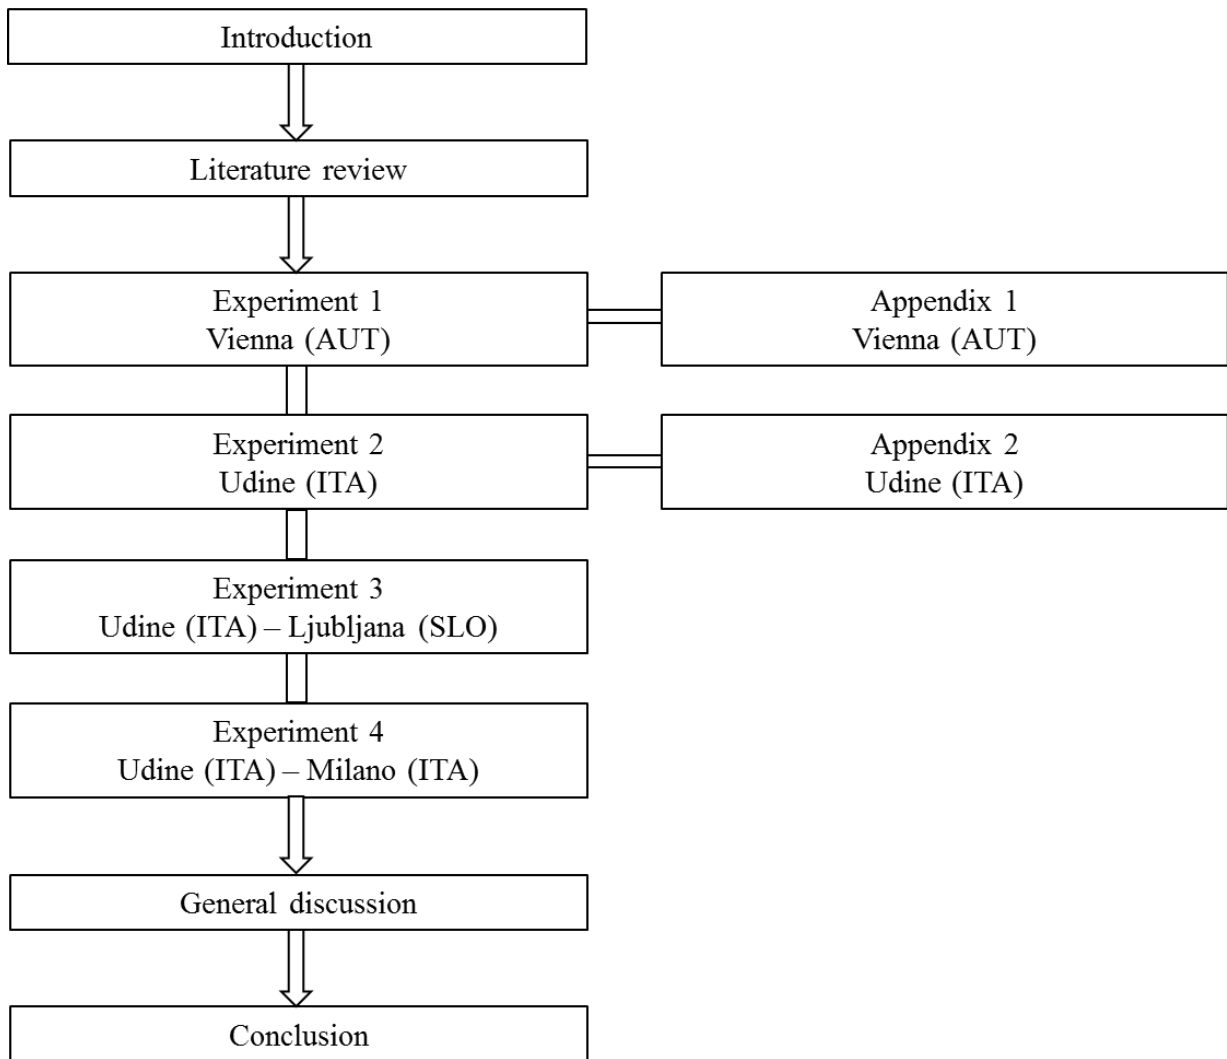 Introduction
Literature review
Experiment 1
Vienna (AUT)
Appendix 1
Vienna (AUT)
Experiment 2
Udine (ITA)
Appendix 2
Udine (ITA)
Experiment 3
Udine (ITA) – Ljubljana (SLO)
Experiment 4
Udine (ITA) – Milano (ITA)
General discussion
Conclusion